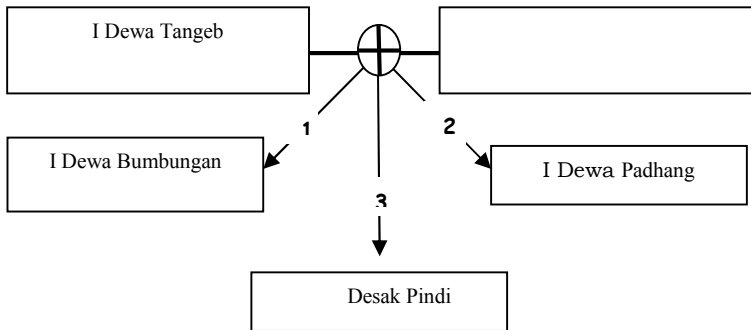 I Dewa Tangeb
1
2
I Dewa Bumbungan
I Dewa Padhang
3
Desak Pindi